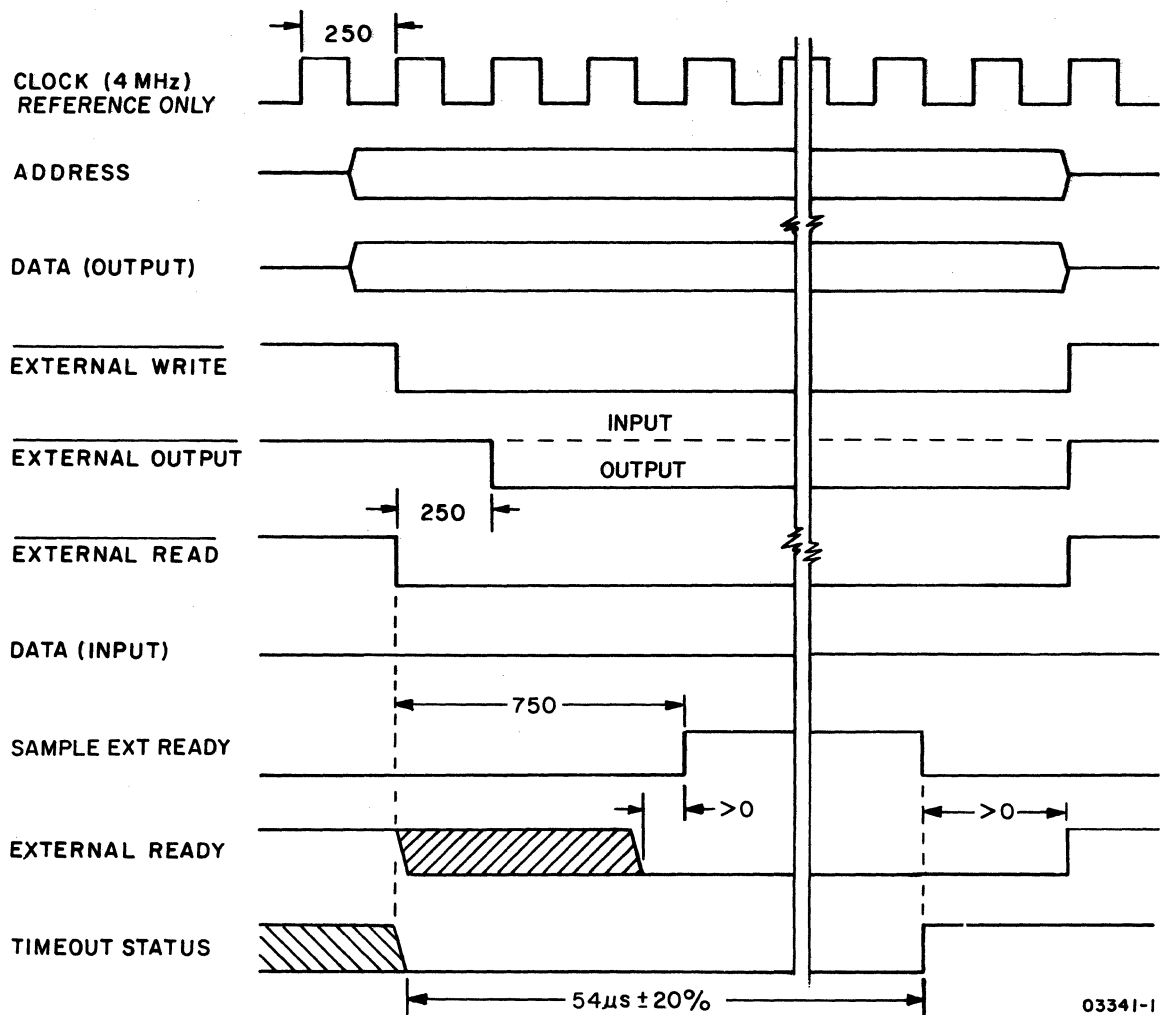 250
CLOCK (4 MHz)
REFERENCE ONLY
ADDRESS
DATA (OUTPUT)
EXTERNAL WRITE
INPUT
EXTERNAL OUTPUT
OUTPUT
250
EXTERNAL READ
DATA (INPUT)
750
SAMPLE EXT READY
>0
>0
EXTERNAL READY
TIMEOUT STATUS
54µs ± 20%
03341-1